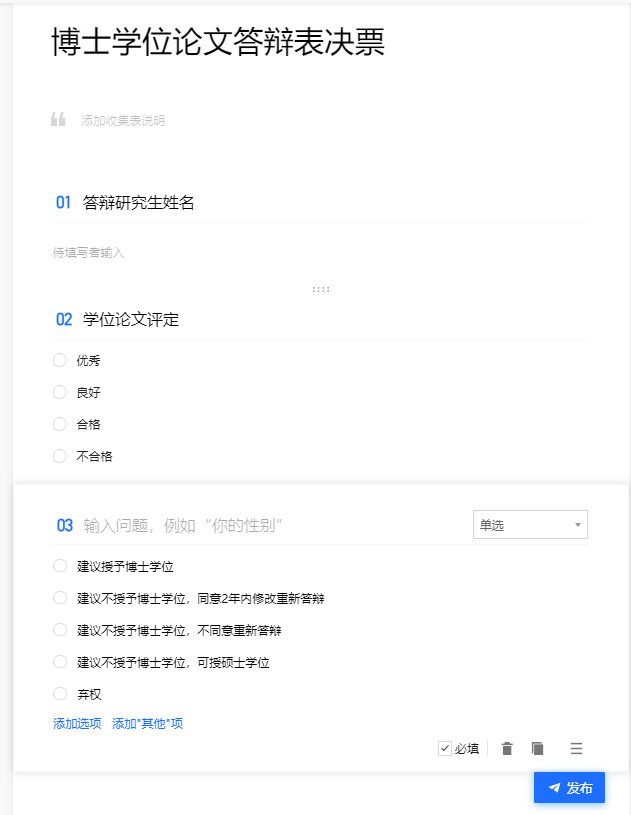 博士学位论文答辩表决票
添加收集表说明
01 答辩研究生姓名
待填写者输入
02 学位论文评定
优秀
良好
合格
不合格
03 输入问题，例如“你的性别” 单选
建议授予博士学位
建议不授予博士学位，同意2年内修改重新答辩
建议不授予博士学位，不同意重新答辩
建议不授予博士学位，可授硕士学位
弃权
添加选项 添加"其他"项
必填
发布